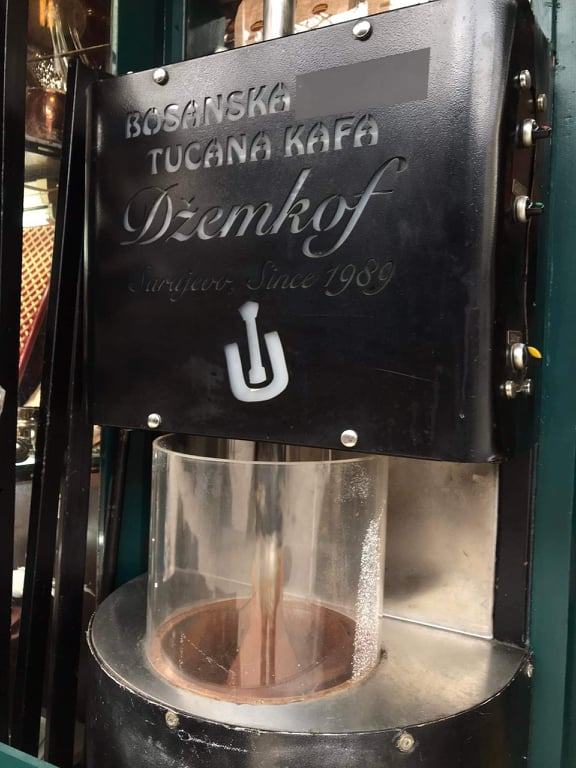 BOSANSKA
TUCANA KAFA
Džemkof
Sarajevo, Since 1989